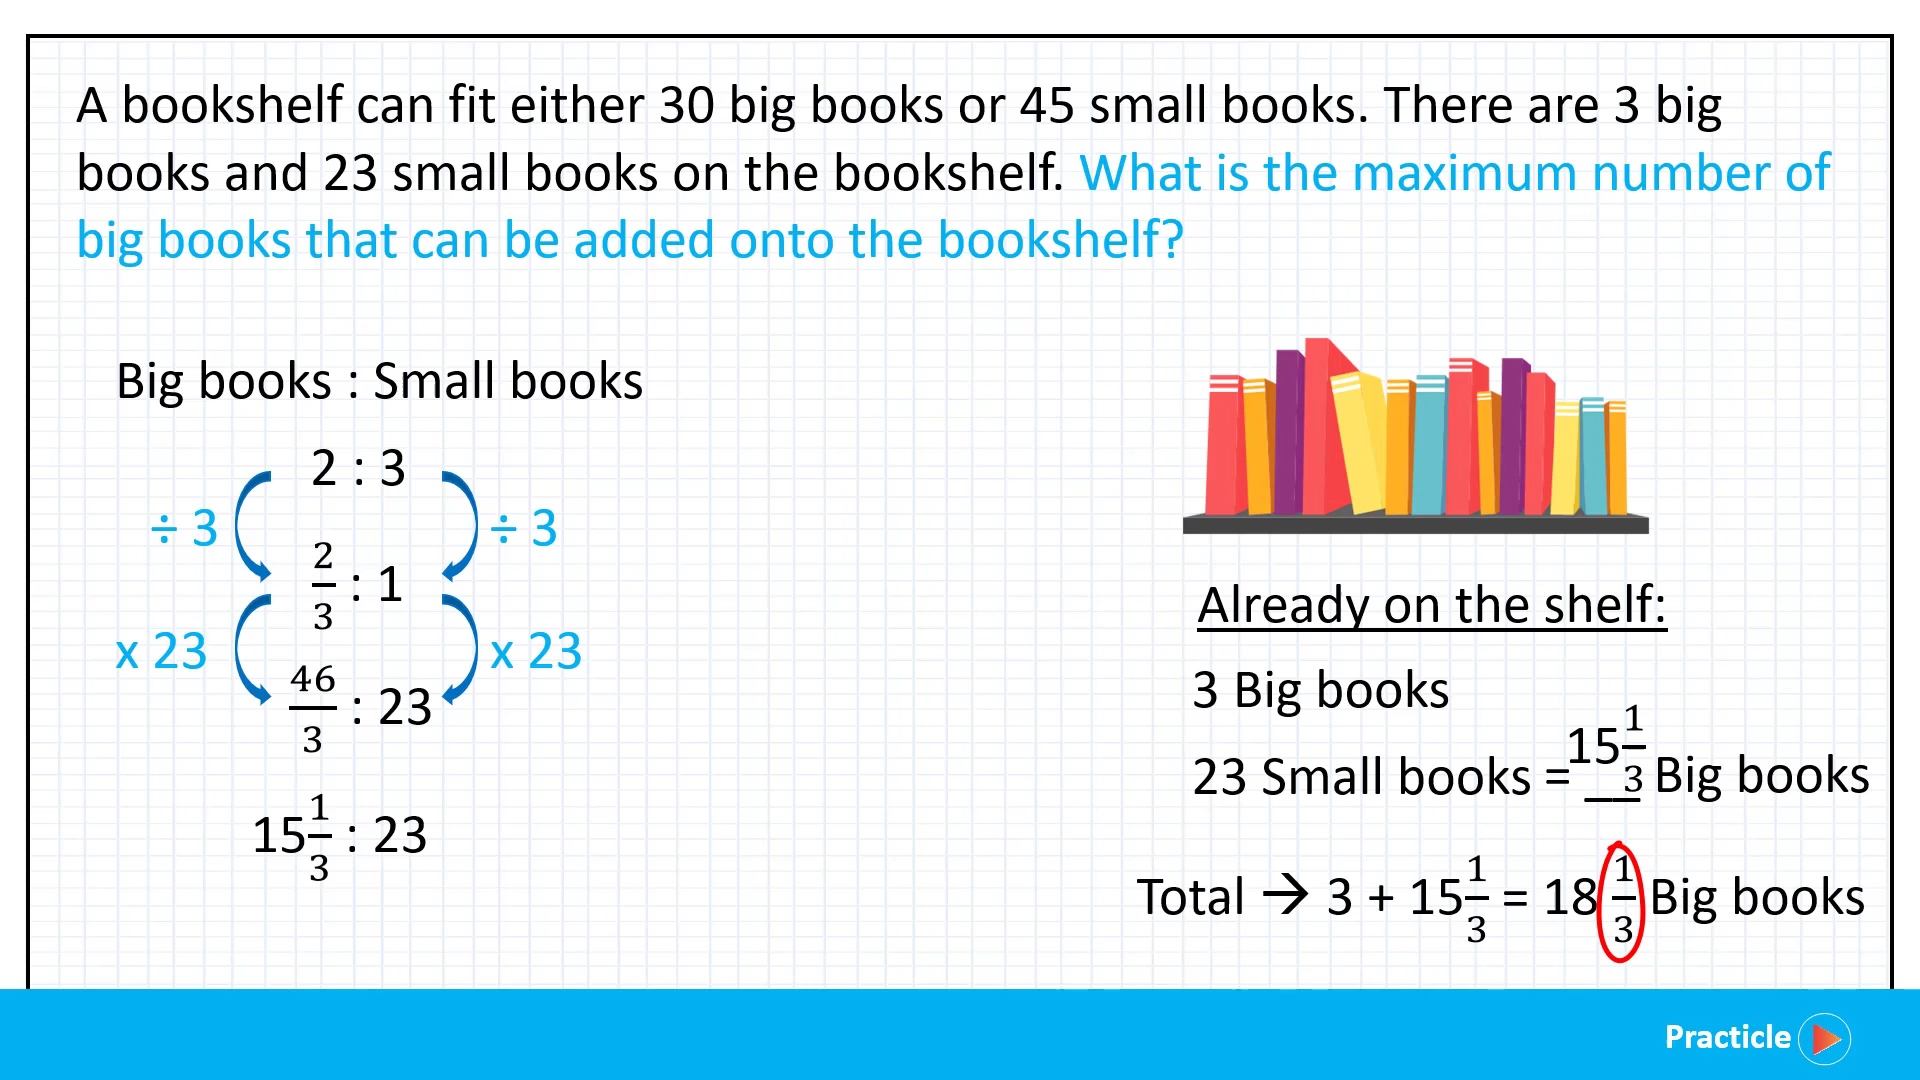 A bookshelf can fit either 30 big books or 45 small books. There are 3 big
books and 23 small books on the bookshelf. What is the maximum number of
big books that can be added onto the bookshelf?
Big books : Small books
2 : 3
÷ 3 ÷ 3
2/3 : 1
x 23 x 23
46/3 : 23
15 1/3 : 23
Already on the shelf:
3 Big books
23 Small books = 15 1/3 Big books
Total → 3 + 15 1/3 = 18 1/3 Big books
Practicle